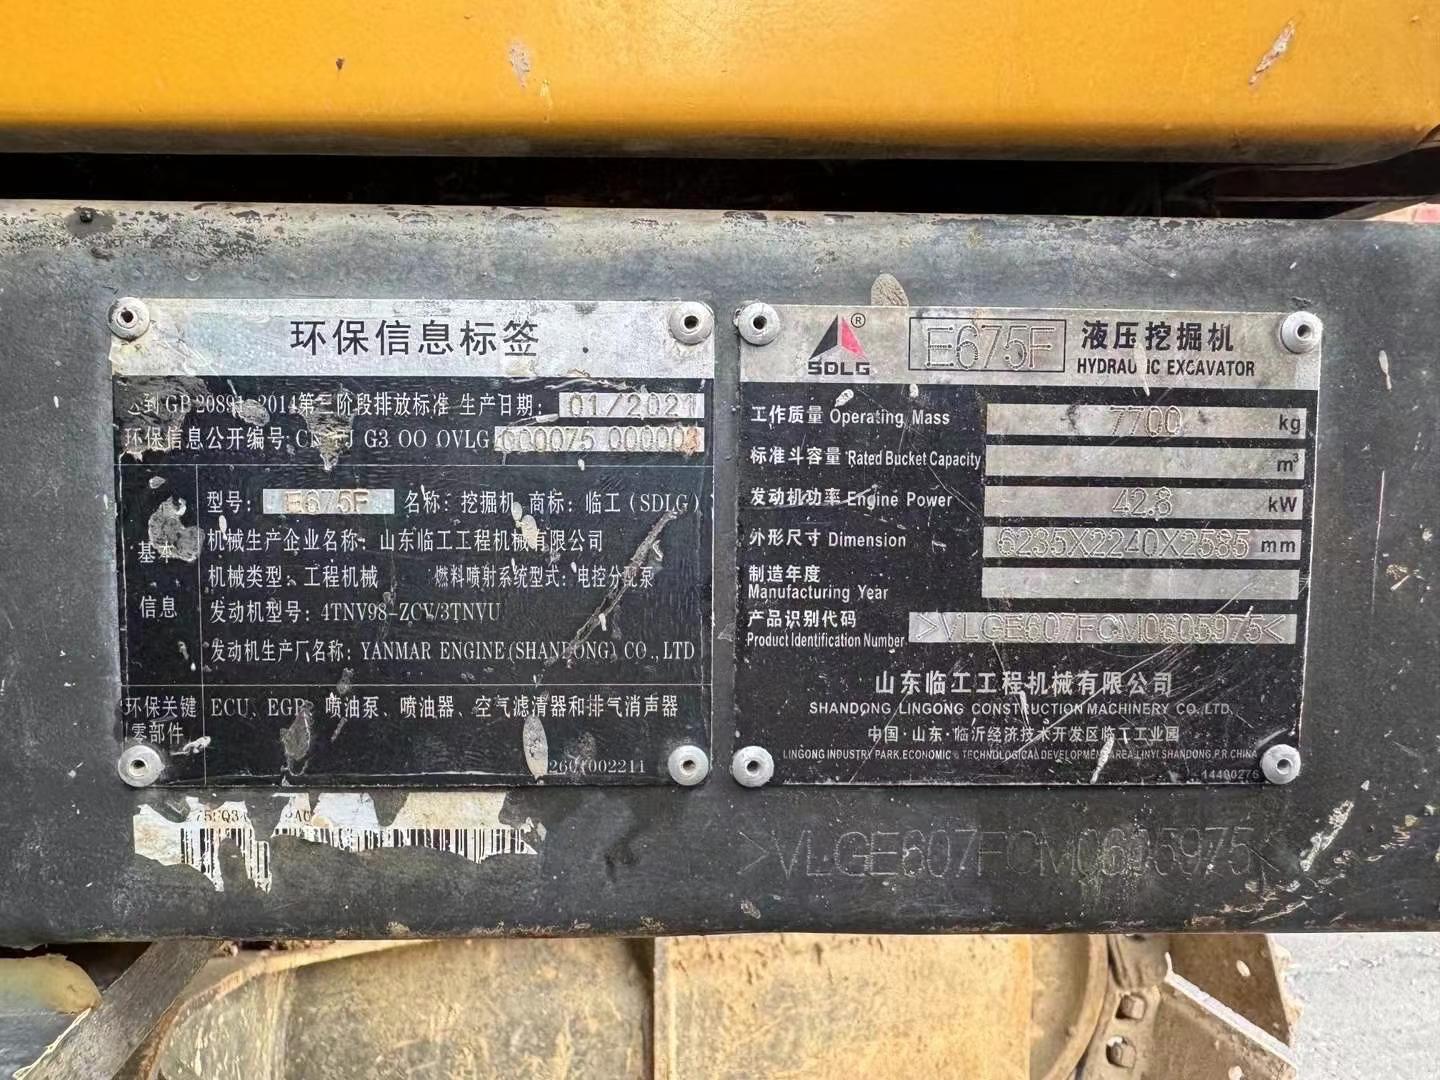 环保信息标签
到 GB 20891-2014第三阶段排放标准 生产日期: 01/2021
环保信息公开编号: G3 OO OVLG 000075 000003
型号: E675F 名称: 挖掘机 商标: 临工 (SDLG)
机械生产企业名称: 山东临工工程机械有限公司
基本
信息
机械类型: 工程机械 燃料喷射系统型式: 电控分配泵
发动机型号: 4TNV98-ZCV/3TNVU
发动机生产厂名称: YANMAR ENGINE (SHANDONG) CO.,LTD
环保关键
零部件
ECU、EGR、喷油泵、喷油器、空气滤清器和排气消声器
SDLG ®
E675F
液压挖掘机
HYDRAULIC EXCAVATOR
工作质量 Operating Mass 7700 kg
标准斗容量 Rated Bucket Capacity m³
发动机功率 Engine Power 42.8 kW
外形尺寸 Dimension 6235X2240X2585 mm
制造年度
Manufacturing Year
产品识别代码
Product Identification Number >VLGE607FCM0605975<
山东临工工程机械有限公司
SHANDONG LINGONG CONSTRUCTION MACHINERY CO.,LTD.
中国·山东·临沂经济技术开发区临工工业园
LINGONG INDUSTRY PARK, ECONOMIC & TECHNOLOGICAL DEVELOPMENT AREA, LINYI, SHANDONG, P.R.CHINA
14400276
>VLGE607FCM0605975<